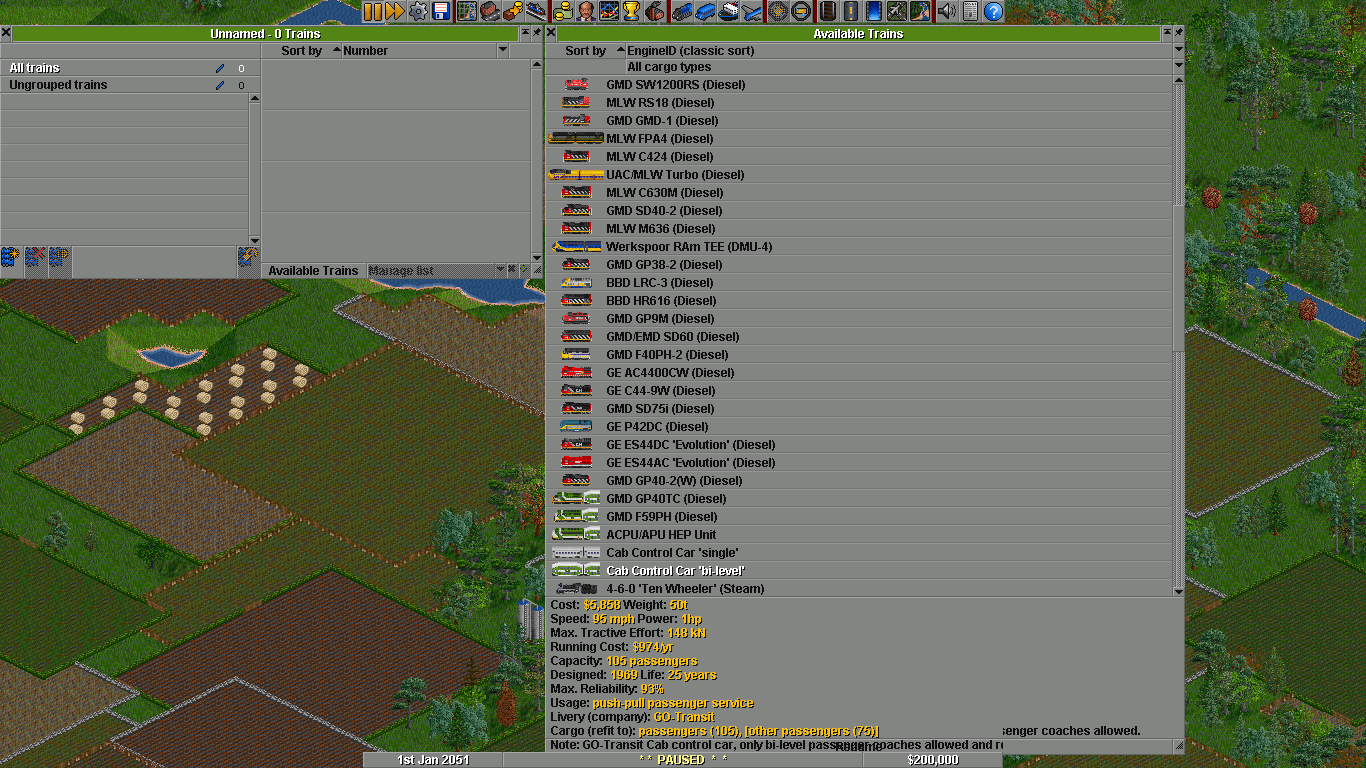 Unnamed - 0 Trains
Sort by Number
All trains 0
Ungrouped trains 0
Available Trains Manage list
Available Trains
Sort by EngineID (classic sort)
All cargo types
GMD SW1200RS (Diesel)
MLW RS18 (Diesel)
GMD GMD-1 (Diesel)
MLW FPA4 (Diesel)
MLW C424 (Diesel)
UAC/MLW Turbo (Diesel)
MLW C630M (Diesel)
GMD SD40-2 (Diesel)
MLW M636 (Diesel)
Werkspoor RAm TEE (DMU-4)
GMD GP38-2 (Diesel)
BBD LRC-3 (Diesel)
BBD HR616 (Diesel)
GMD GP9M (Diesel)
GMD/EMD SD60 (Diesel)
GMD F40PH-2 (Diesel)
GE AC4400CW (Diesel)
GE C44-9W (Diesel)
GMD SD75i (Diesel)
GE P42DC (Diesel)
GE ES44DC 'Evolution' (Diesel)
GE ES44AC 'Evolution' (Diesel)
GMD GP40-2(W) (Diesel)
GMD GP40TC (Diesel)
GMD F59PH (Diesel)
ACPU/APU HEP Unit
Cab Control Car 'single'
Cab Control Car 'bi-level'
4-6-0 'Ten Wheeler' (Steam)
Cost: $5,858 Weight: 50t
Speed: 95 mph Power: 1hp
Max. Tractive Effort: 148 kN
Running Cost: $974/yr
Capacity: 105 passengers
Designed: 1969 Life: 25 years
Max. Reliability: 93%
Usage: push-pull passenger service
Livery (company): GO-Transit
Cargo (refit to): passengers (105), [other passengers (75)] senger coaches allowed.
Note: GO-Transit Cab control car, only bi-level coaches allowed and
1st Jan 2051
* * PAUSED * *
$200,000